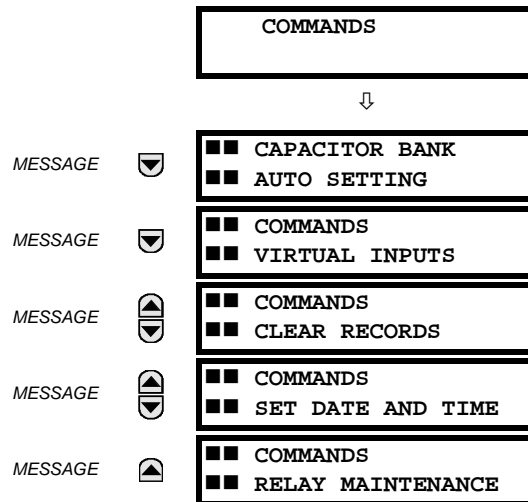 COMMANDS
⇩
MESSAGE ■■ CAPACITOR BANK
■■ AUTO SETTING
MESSAGE ■■ COMMANDS
■■ VIRTUAL INPUTS
MESSAGE ■■ COMMANDS
■■ CLEAR RECORDS
MESSAGE ■■ COMMANDS
■■ SET DATE AND TIME
MESSAGE ■■ COMMANDS
■■ RELAY MAINTENANCE